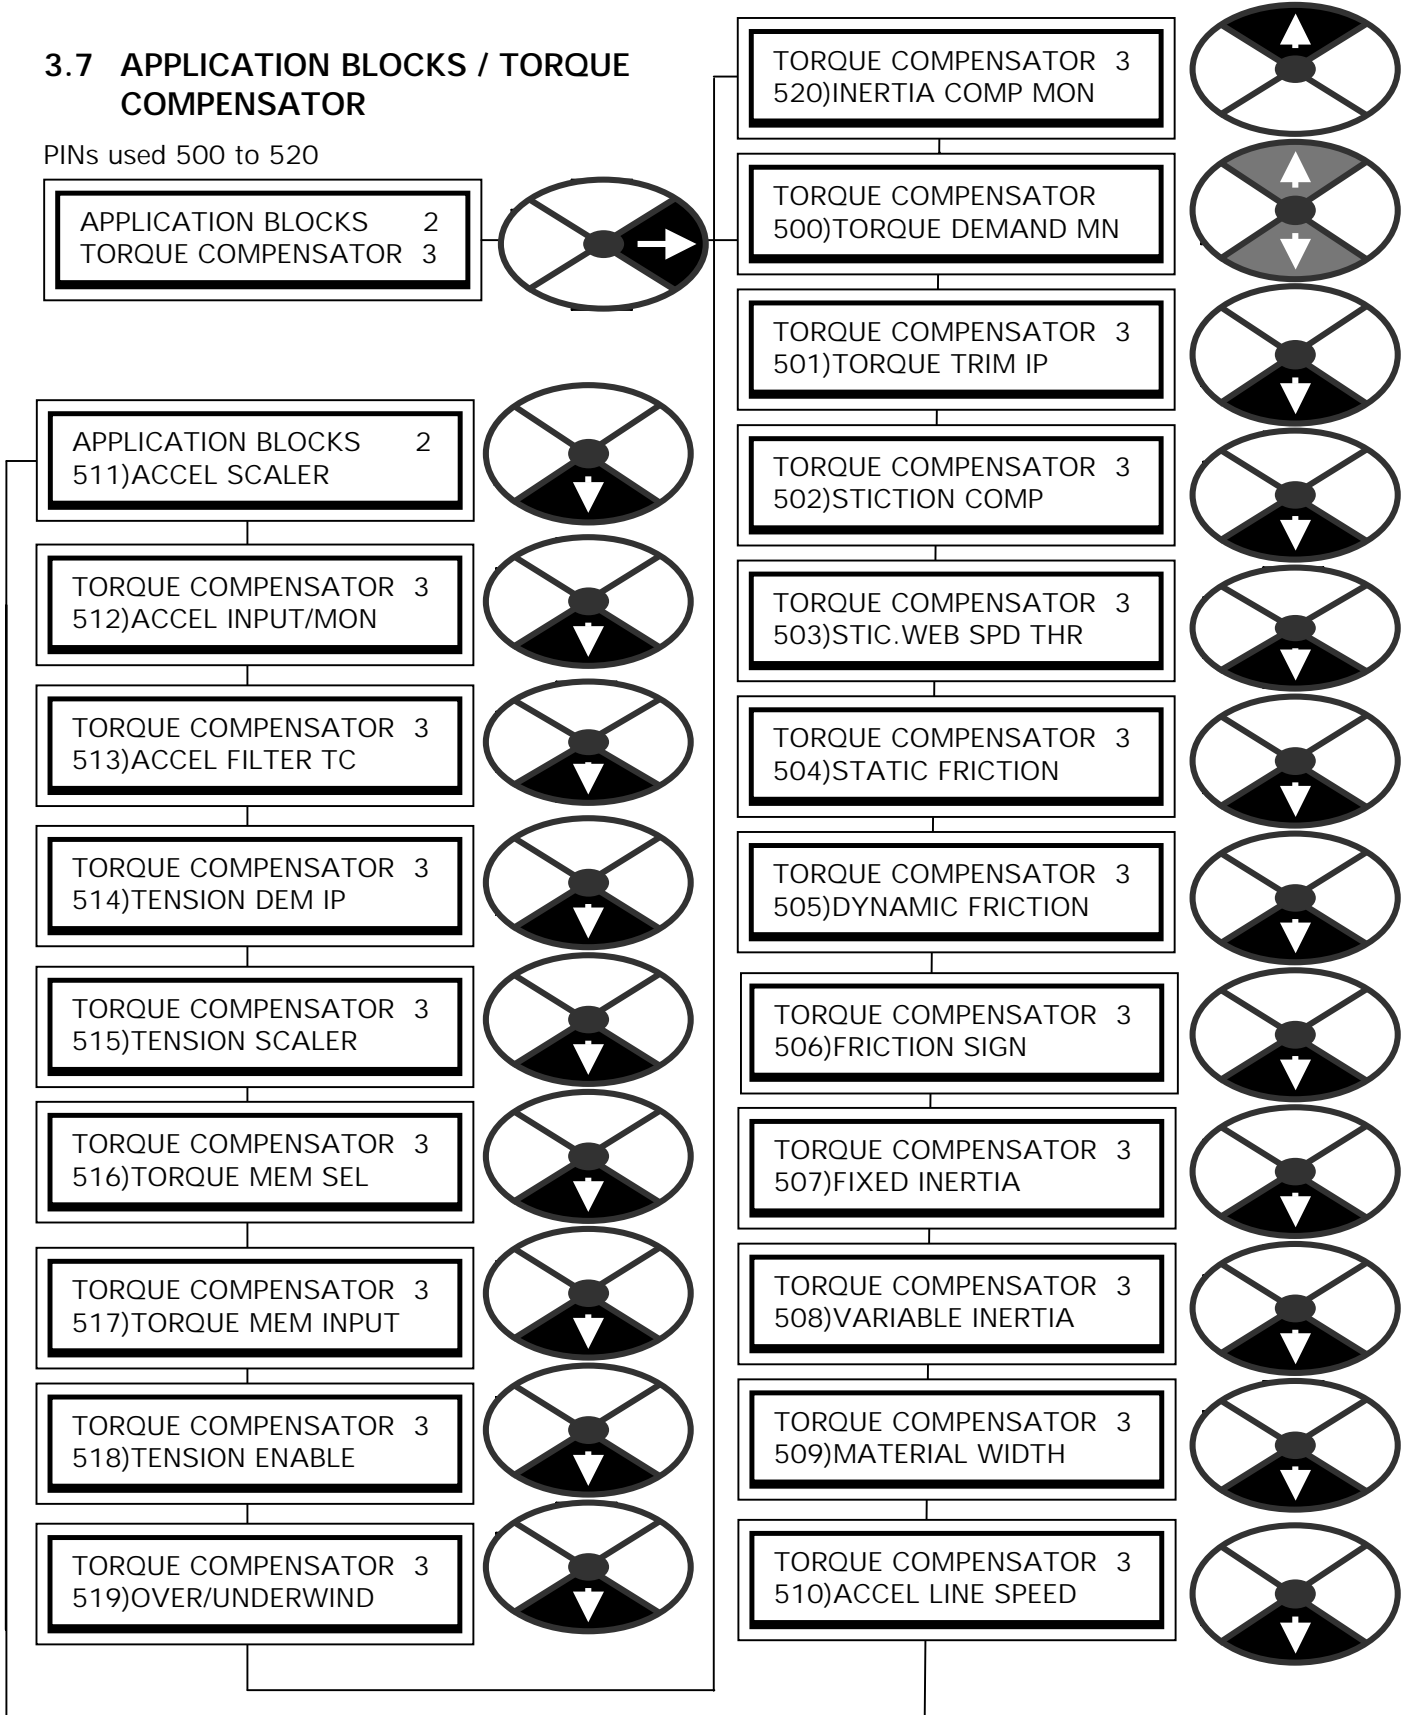 3.7 APPLICATION BLOCKS / TORQUE
COMPENSATOR
PINs used 500 to 520
APPLICATION BLOCKS 2
TORQUE COMPENSATOR 3
TORQUE COMPENSATOR 3
520)INERTIA COMP MON
TORQUE COMPENSATOR
500)TORQUE DEMAND MN
TORQUE COMPENSATOR 3
501)TORQUE TRIM IP
TORQUE COMPENSATOR 3
502)STICTION COMP
TORQUE COMPENSATOR 3
503)STIC.WEB SPD THR
TORQUE COMPENSATOR 3
504)STATIC FRICTION
TORQUE COMPENSATOR 3
505)DYNAMIC FRICTION
TORQUE COMPENSATOR 3
506)FRICTION SIGN
TORQUE COMPENSATOR 3
507)FIXED INERTIA
TORQUE COMPENSATOR 3
508)VARIABLE INERTIA
TORQUE COMPENSATOR 3
509)MATERIAL WIDTH
TORQUE COMPENSATOR 3
510)ACCEL LINE SPEED
APPLICATION BLOCKS 2
511)ACCEL SCALER
TORQUE COMPENSATOR 3
512)ACCEL INPUT/MON
TORQUE COMPENSATOR 3
513)ACCEL FILTER TC
TORQUE COMPENSATOR 3
514)TENSION DEM IP
TORQUE COMPENSATOR 3
515)TENSION SCALER
TORQUE COMPENSATOR 3
516)TORQUE MEM SEL
TORQUE COMPENSATOR 3
517)TORQUE MEM INPUT
TORQUE COMPENSATOR 3
518)TENSION ENABLE
TORQUE COMPENSATOR 3
519)OVER/UNDERWIND